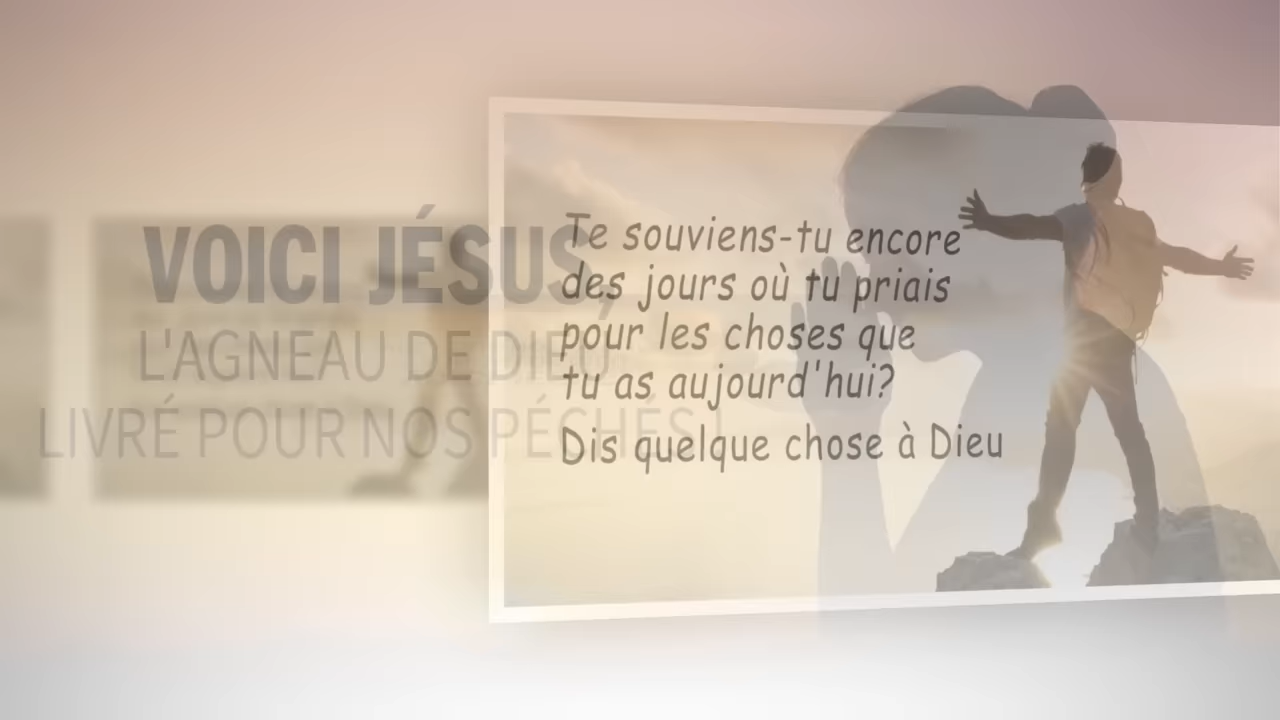 VOICI JÉSUS,
L'AGNEAU DE DIEU
LIVRÉ POUR NOS PÉCHÉS !
Te souviens-tu encore
des jours où tu priais
pour les choses que
tu as aujourd'hui?
Dis quelque chose à Dieu